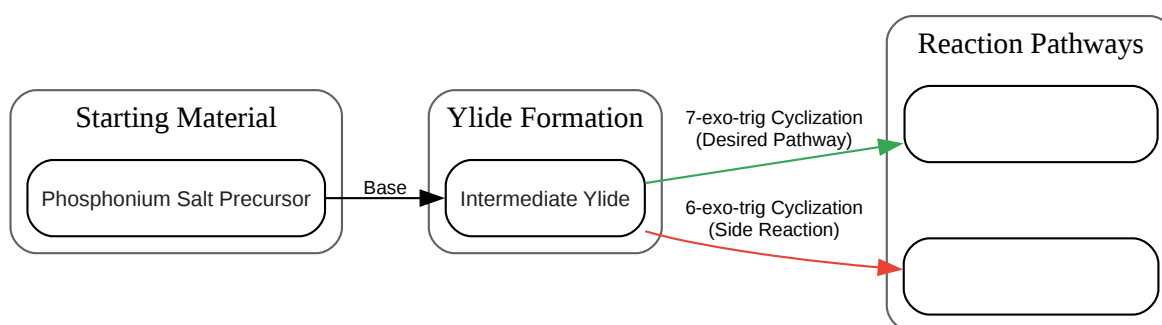 Starting Material
Phosphonium Salt Precursor
Base
Ylide Formation
Intermediate Ylide
7-exo-trig Cyclization
(Desired Pathway)
6-exo-trig Cyclization
(Side Reaction)
Reaction Pathways